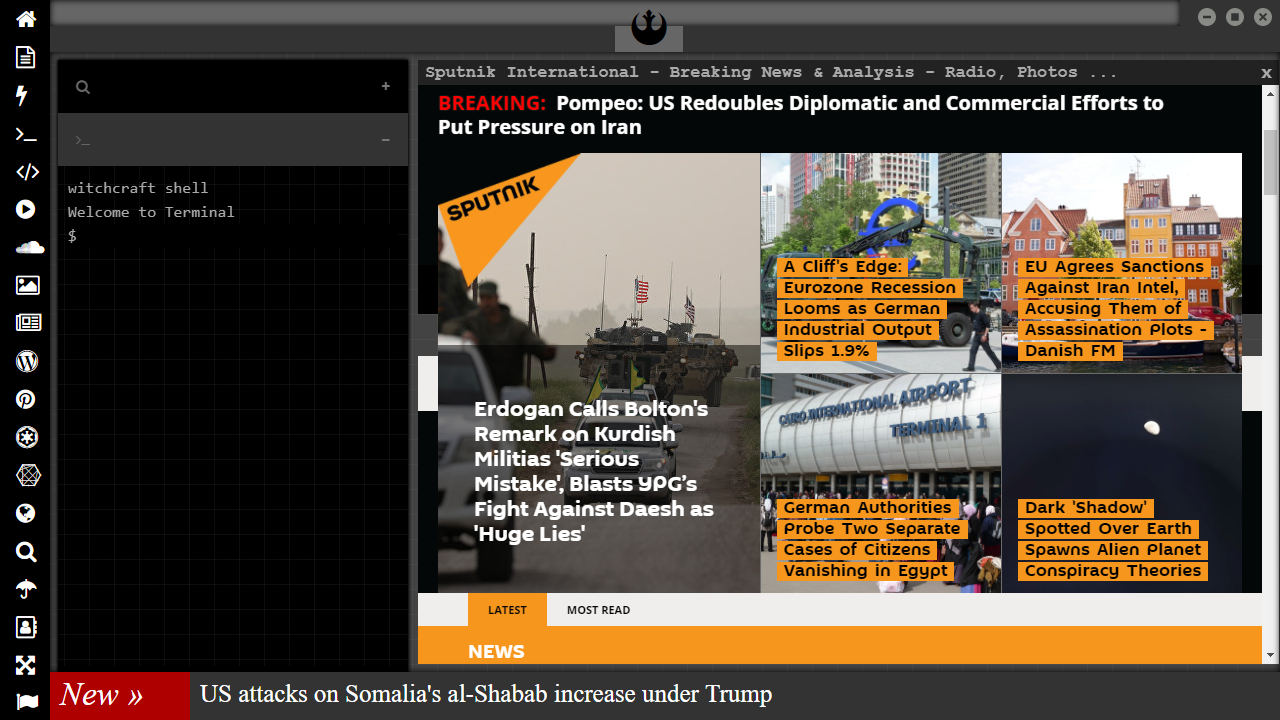 Sputnik International - Breaking News & Analysis - Radio, Photos ...
x
+
>_
−
witchcraft shell
Welcome to Terminal
$
BREAKING: Pompeo: US Redoubles Diplomatic and Commercial Efforts to
Put Pressure on Iran
SPUTNIK
Erdogan Calls Bolton's
Remark on Kurdish
Militias 'Serious
Mistake', Blasts YPG's
Fight Against Daesh as
'Huge Lies'
A Cliff's Edge:
Eurozone Recession
Looms as German
Industrial Output
Slips 1.9%
EU Agrees Sanctions
Against Iran Intel,
Accusing Them of
Assassination Plots -
Danish FM
CAIRO INTERNATIONAL AIRPORT
TERMINAL 1
German Authorities
Probe Two Separate
Cases of Citizens
Vanishing in Egypt
Dark 'Shadow'
Spotted Over Earth
Spawns Alien Planet
Conspiracy Theories
LATEST
MOST READ
NEWS
New »
US attacks on Somalia's al-Shabab increase under Trump